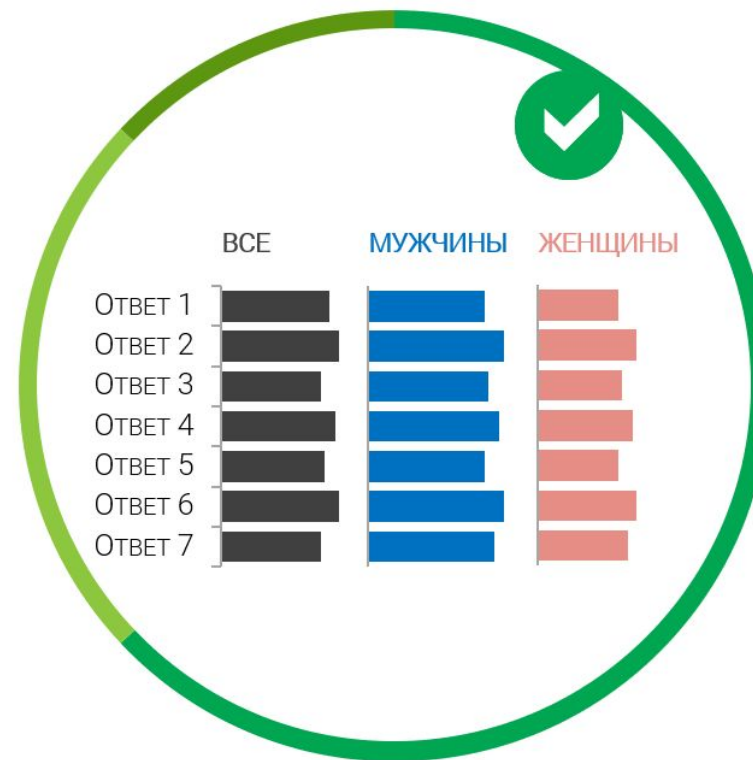 ВСЕ МУЖЧИНЫ ЖЕНЩИНЫ
ОТВЕТ 1
ОТВЕТ 2
ОТВЕТ 3
ОТВЕТ 4
ОТВЕТ 5
ОТВЕТ 6
ОТВЕТ 7